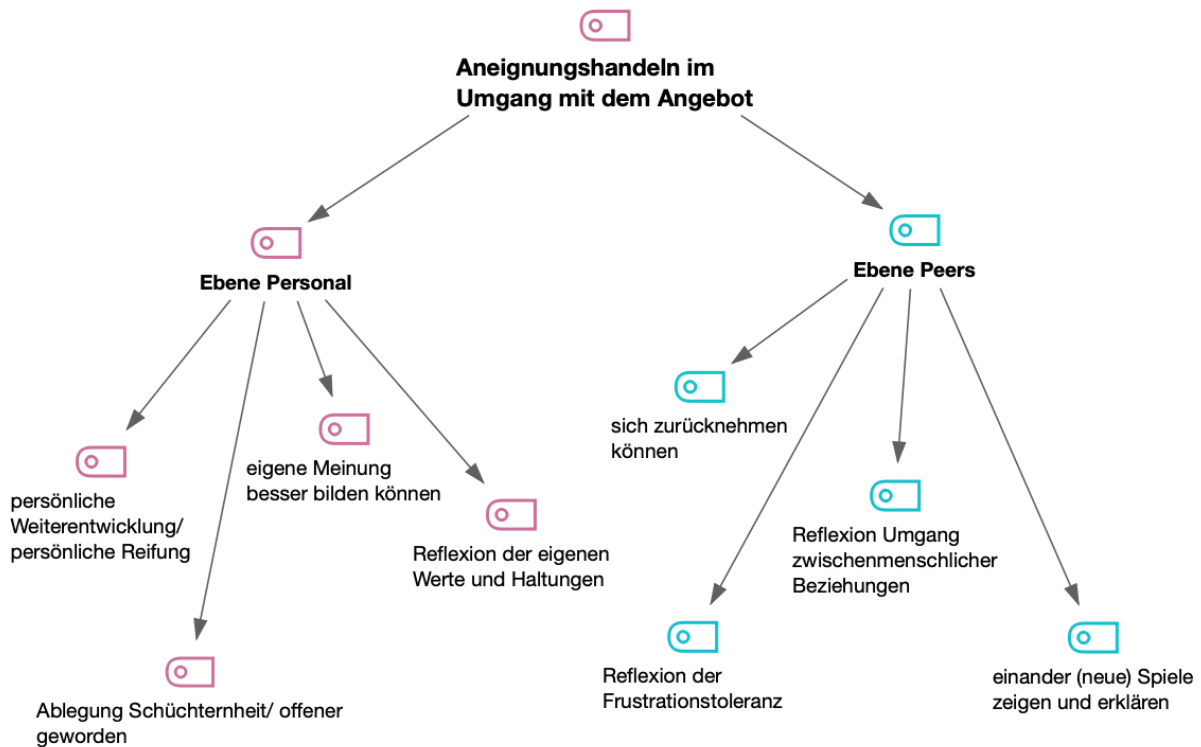 Aneignungshandeln im
Umgang mit dem Angebot
Ebene Personal
Ebene Peers
persönliche
Weiterentwicklung/
persönliche Reifung
eigene Meinung
besser bilden können
Reflexion der eigenen
Werte und Haltungen
Ablegung Schüchternheit/ offener
geworden
sich zurücknehmen
können
Reflexion Umgang
zwischenmenschlicher
Beziehungen
Reflexion der
Frustrationstoleranz
einander (neue) Spiele
zeigen und erklären